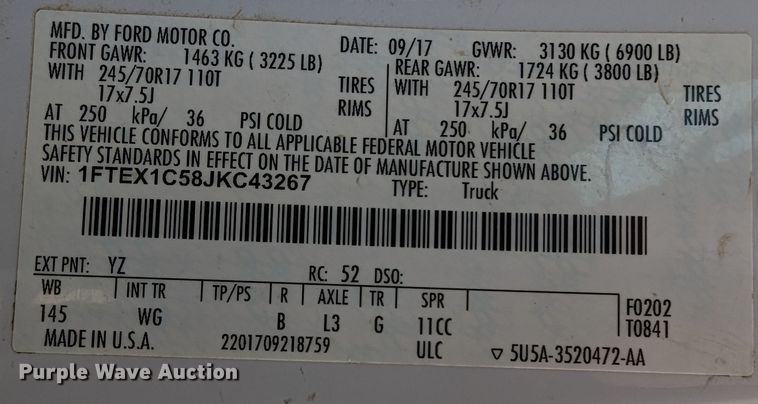 MFD. BY FORD MOTOR CO.
DATE: 09/17 GVWR: 3130 KG ( 6900 LB)
FRONT GAWR: 1463 KG ( 3225 LB)
REAR GAWR: 1724 KG ( 3800 LB)
WITH 245/70R17 110T TIRES
WITH 245/70R17 110T TIRES
17x7.5J RIMS
17x7.5J RIMS
AT 250 kPa/ 36 PSI COLD
AT 250 kPa/ 36 PSI COLD
THIS VEHICLE CONFORMS TO ALL APPLICABLE FEDERAL MOTOR VEHICLE
SAFETY STANDARDS IN EFFECT ON THE DATE OF MANUFACTURE SHOWN ABOVE.
VIN: 1FTEX1C58JKC43267
TYPE: Truck
EXT PNT: YZ RC: 52 DSO:
WB INT TR TP/PS R AXLE TR SPR
145 WG B L3 G 11CC
F0202
T0841
MADE IN U.S.A. 2201709218759 ULC ▽ 5U5A-3520472-AA
Purple Wave Auction